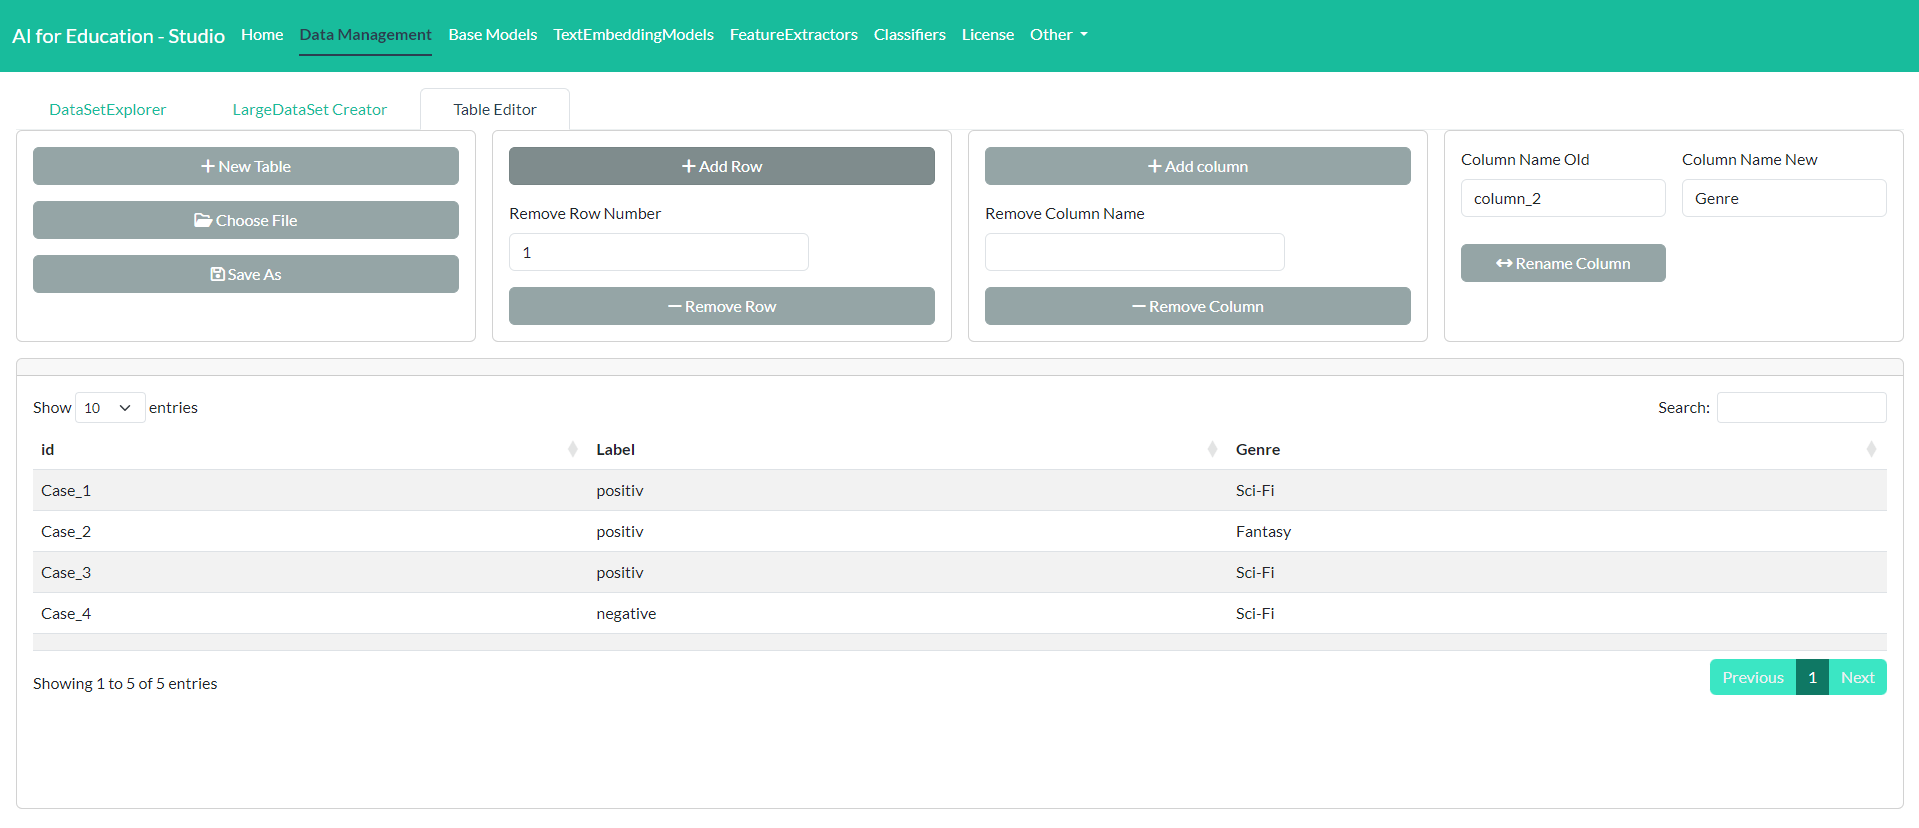 AI for Education - Studio Home Data Management Base Models TextEmbeddingModels FeatureExtractors Classifiers License Other
DataSetExplorer LargeDataSet Creator Table Editor
New Table
Choose File
Save As
Add Row
Remove Row Number
1
Remove Row
Add column
Remove Column Name
Remove Column
Column Name Old Column Name New
column_2 Genre
Rename Column
Show 10 entries Search:
id Label Genre
Case_1 positiv Sci-Fi
Case_2 positiv Fantasy
Case_3 positiv Sci-Fi
Case_4 negative Sci-Fi
Showing 1 to 5 of 5 entries Previous 1 Next